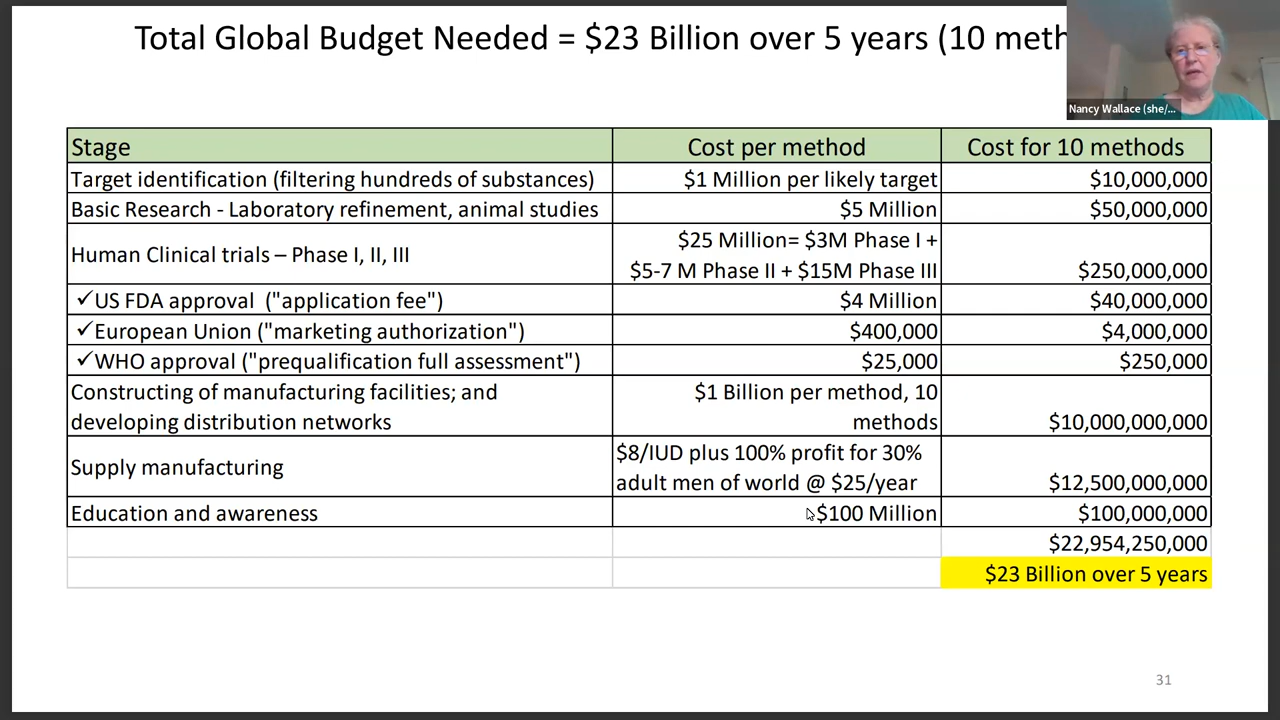 Total Global Budget Needed = $23 Billion over 5 years (10 meth
Nancy Wallace (she/...
Stage Cost per method Cost for 10 methods
Target identification (filtering hundreds of substances) $1 Million per likely target $10,000,000
Basic Research - Laboratory refinement, animal studies $5 Million $50,000,000
Human Clinical trials – Phase I, II, III $25 Million= $3M Phase I +
$5-7 M Phase II + $15M Phase III $250,000,000
✓US FDA approval ("application fee") $4 Million $40,000,000
✓European Union ("marketing authorization") $400,000 $4,000,000
✓WHO approval ("prequalification full assessment") $25,000 $250,000
Constructing of manufacturing facilities; and $1 Billion per method, 10
developing distribution networks methods $10,000,000,000
Supply manufacturing $8/IUD plus 100% profit for 30%
adult men of world @ $25/year $12,500,000,000
Education and awareness $100 Million $100,000,000
$22,954,250,000
$23 Billion over 5 years
31